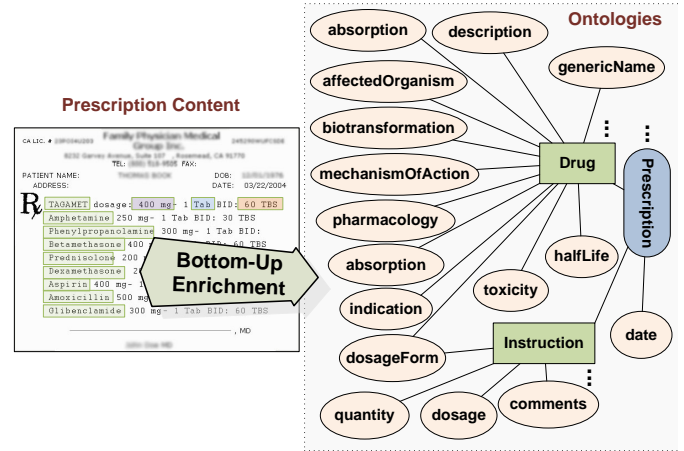 Ontologies
absorption
description
genericName
affectedOrganism
Prescription Content
biotransformation
CA LIC. #
Family Physician Medical
Group Inc.
8232 Garvey Avenue, Suite 107 , Rosemead, CA 91770
TEL: FAX:
PATIENT NAME: DOB:
ADDRESS: DATE: 03/22/2004
Rx TAGAMET dosage: 400 mg- 1 Tab BID: 60 TBS
Amphetamine 250 mg- 1 Tab BID: 30 TBS
Phenylpropanolamine 300 mg- 1 Tab BID:
Betamethasone 400 BID: 60 TBS
Prednisolone 200
Dexamethasone
Aspirin 400 mg-
Amoxicillin 500 mg
Glibenclamide 300 mg- 1 Tab BID: 60 TBS
, MD
Bottom-Up
Enrichment
Drug
Prescription
mechanismOfAction
pharmacology
absorption
halfLife
indication
toxicity
dosageForm
Instruction
date
quantity
dosage
comments